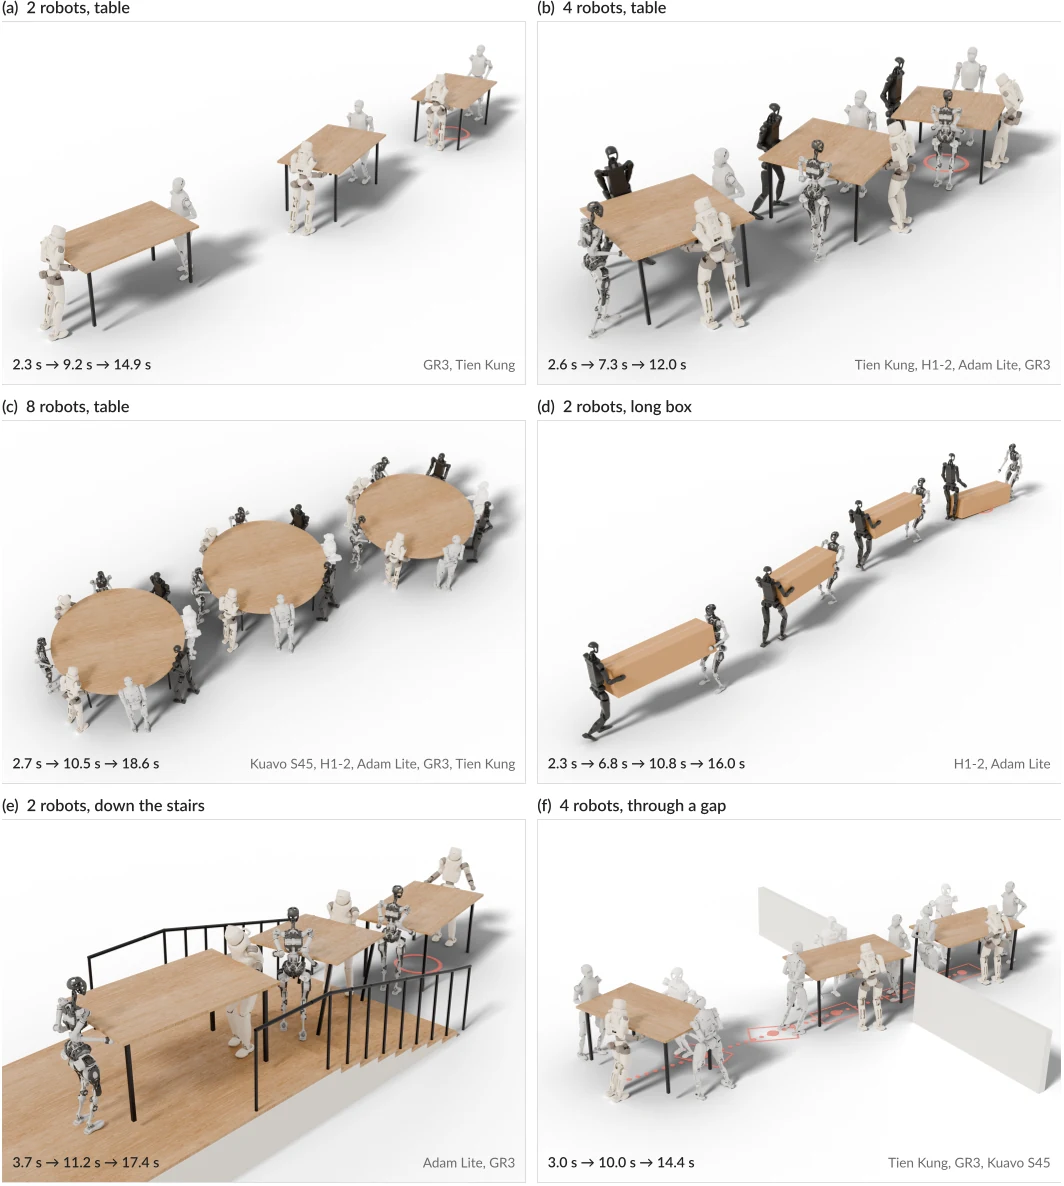 (a) 2 robots, table
2.3 s → 9.2 s → 14.9 s
GR3, Tien Kung
(b) 4 robots, table
2.6 s → 7.3 s → 12.0 s
Tien Kung, H1-2, Adam Lite, GR3
(c) 8 robots, table
2.7 s → 10.5 s → 18.6 s
Kuavo S45, H1-2, Adam Lite, GR3, Tien Kung
(d) 2 robots, long box
2.3 s → 6.8 s → 10.8 s → 16.0 s
H1-2, Adam Lite
(e) 2 robots, down the stairs
3.7 s → 11.2 s → 17.4 s
Adam Lite, GR3
(f) 4 robots, through a gap
3.0 s → 10.0 s → 14.4 s
Tien Kung, GR3, Kuavo S45